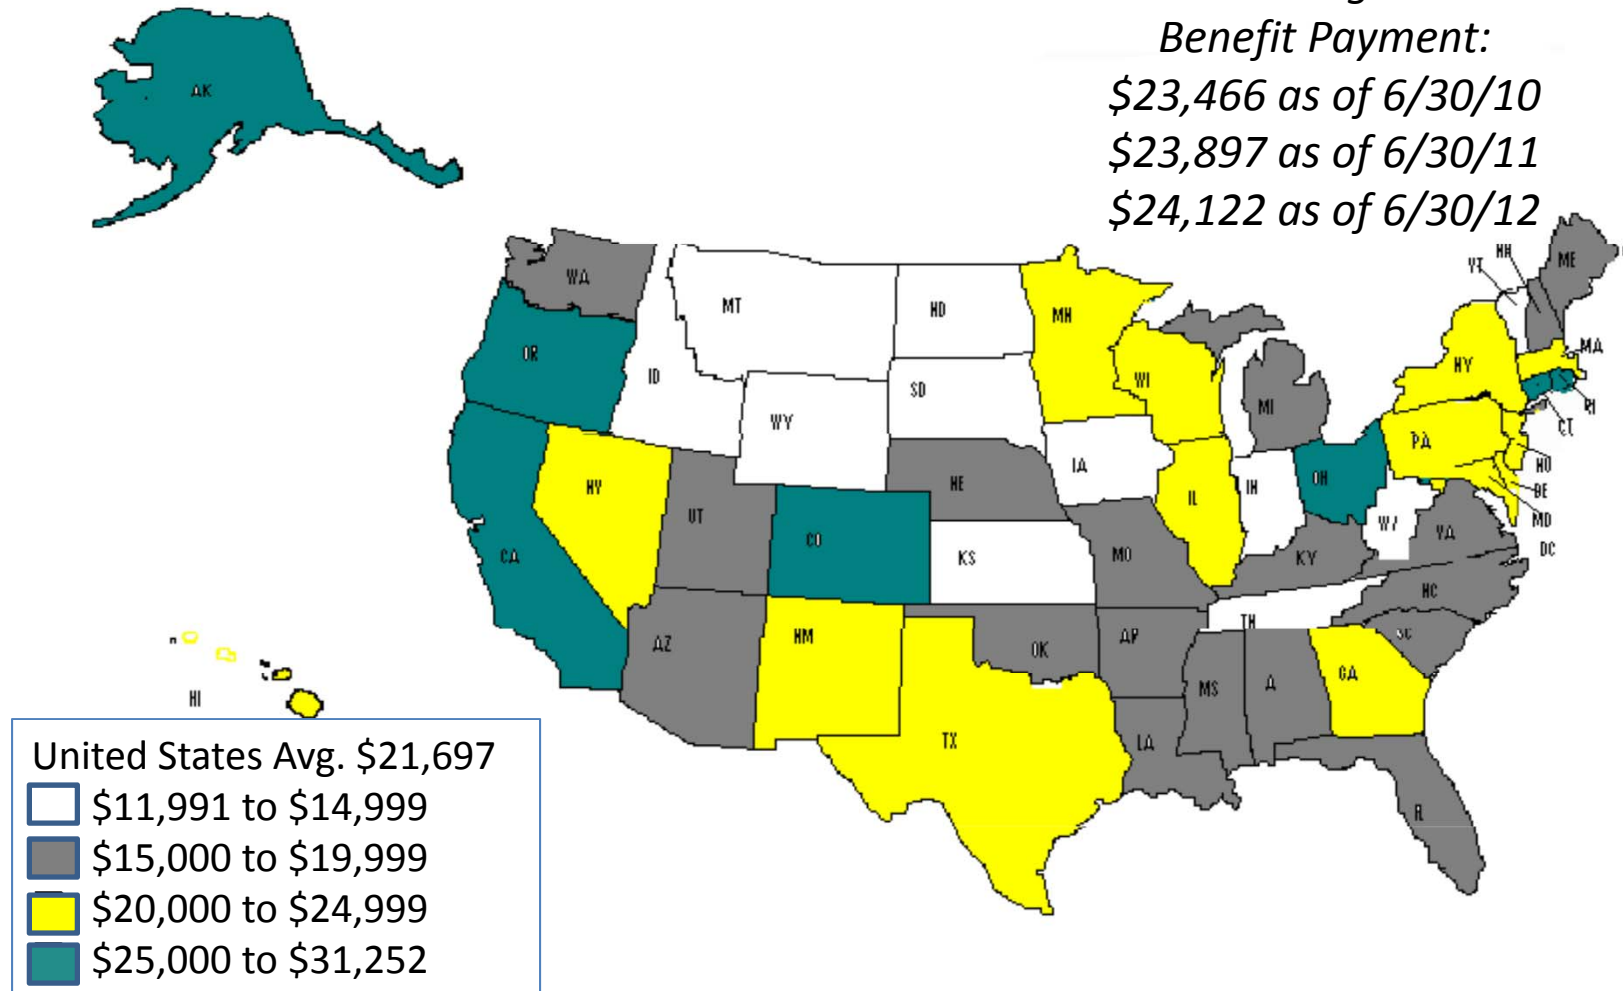 Benefit Payment:
$23,466 as of 6/30/10
$23,897 as of 6/30/11
$24,122 as of 6/30/12
AK
WA
MT
ND
MN
VT
NH
ME
OR
ID
SD
WI
NY
MA
WY
MI
RI
CT
IA
PA
NV
UT
NE
IL
IN
OH
DE
MD
CA
CO
KS
MO
KY
VA
DC
NC
AZ
NM
OK
AR
TN
SC
HI
MS
A
GA
TX
LA
United States Avg. $21,697
$11,991 to $14,999
$15,000 to $19,999
$20,000 to $24,999
$25,000 to $31,252